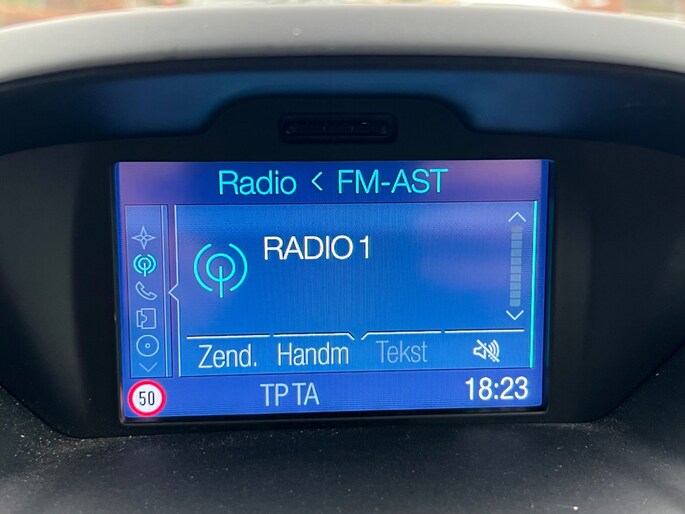 Radio < FM-AST
RADIO 1
Zend. Handm Tekst
50 TP TA 18:23